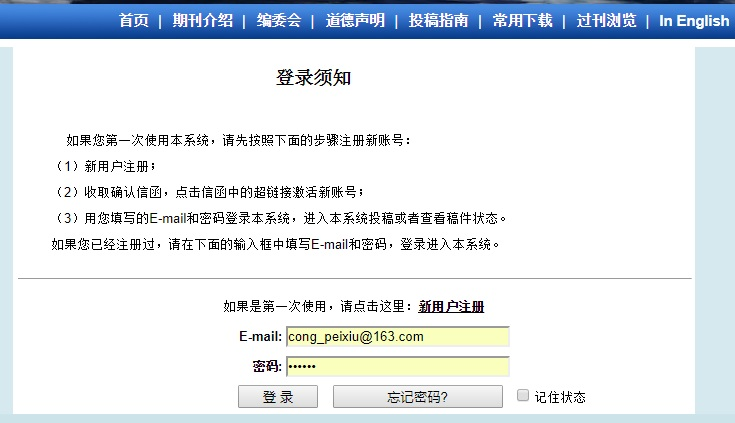 首页 | 期刊介绍 | 编委会 | 道德声明 | 投稿指南 | 常用下载 | 过刊浏览 | In English
登录须知
如果您第一次使用本系统，请先按照下面的步骤注册新账号：
（1）新用户注册；
（2）收取确认信函，点击信函中的超链接激活新账号；
（3）用您填写的E-mail和密码登录本系统，进入本系统投稿或者查看稿件状态。
如果您已经注册过，请在下面的输入框中填写E-mail和密码，登录进入本系统。
如果是第一次使用，请点击这里：新用户注册
E-mail: cong_peixiu@163.com
密码: ••••••
登 录 忘记密码? 记住状态